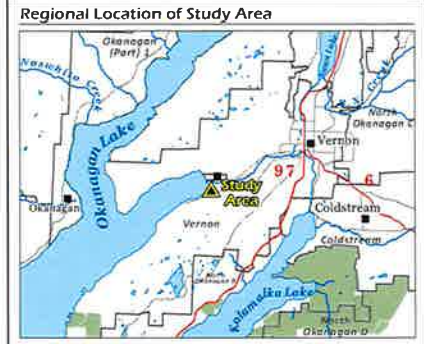 Regional Location of Study Area
Okanagan
(Part) 1
Naswhito
Creek
Okanagan Lake
Okanagan
Study
Area
Vernon
97
Vernon
6
Coldstream
Coldstream
North
Okanagan C
Creek
Kalamalka Lake
North
Okanagan D